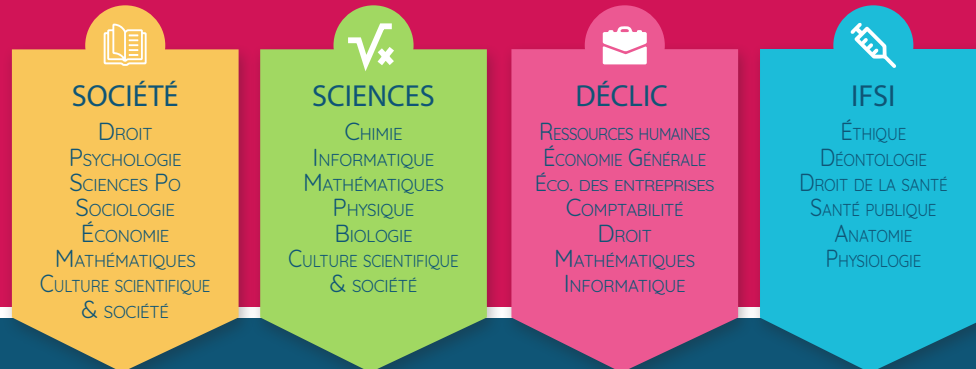 SOCIÉTÉ
DROIT
PSYCHOLOGIE
SCIENCES PO
SOCIOLOGIE
ÉCONOMIE
MATHÉMATIQUES
CULTURE SCIENTIFIQUE
& SOCIÉTÉ
SCIENCES
CHIMIE
INFORMATIQUE
MATHÉMATIQUES
PHYSIQUE
BIOLOGIE
CULTURE SCIENTIFIQUE
& SOCIÉTÉ
DÉCLIC
RESSOURCES HUMAINES
ÉCONOMIE GÉNÉRALE
ÉCO. DES ENTREPRISES
COMPTABILITÉ
DROIT
MATHÉMATIQUES
INFORMATIQUE
IFSI
ÉTHIQUE
DÉONTOLOGIE
DROIT DE LA SANTÉ
SANTÉ PUBLIQUE
ANATOMIE
PHYSIOLOGIE